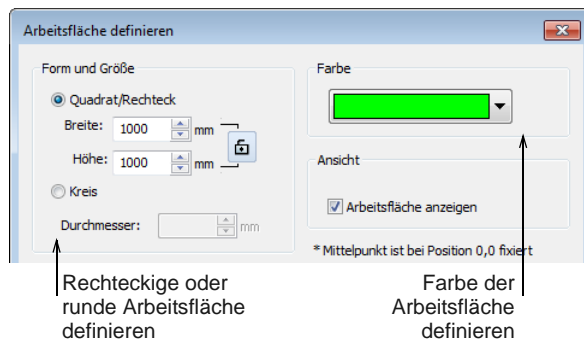 Arbeitsfläche definieren
Form und Größe
Quadrat/Rechteck
Breite: 1000 mm
Höhe: 1000 mm
Kreis
Durchmesser: mm
Farbe
Ansicht
Arbeitsfläche anzeigen
* Mittelpunkt ist bei Position 0,0 fixiert
Rechteckige oder
runde Arbeitsfläche
definieren
Farbe der
Arbeitsfläche
definieren